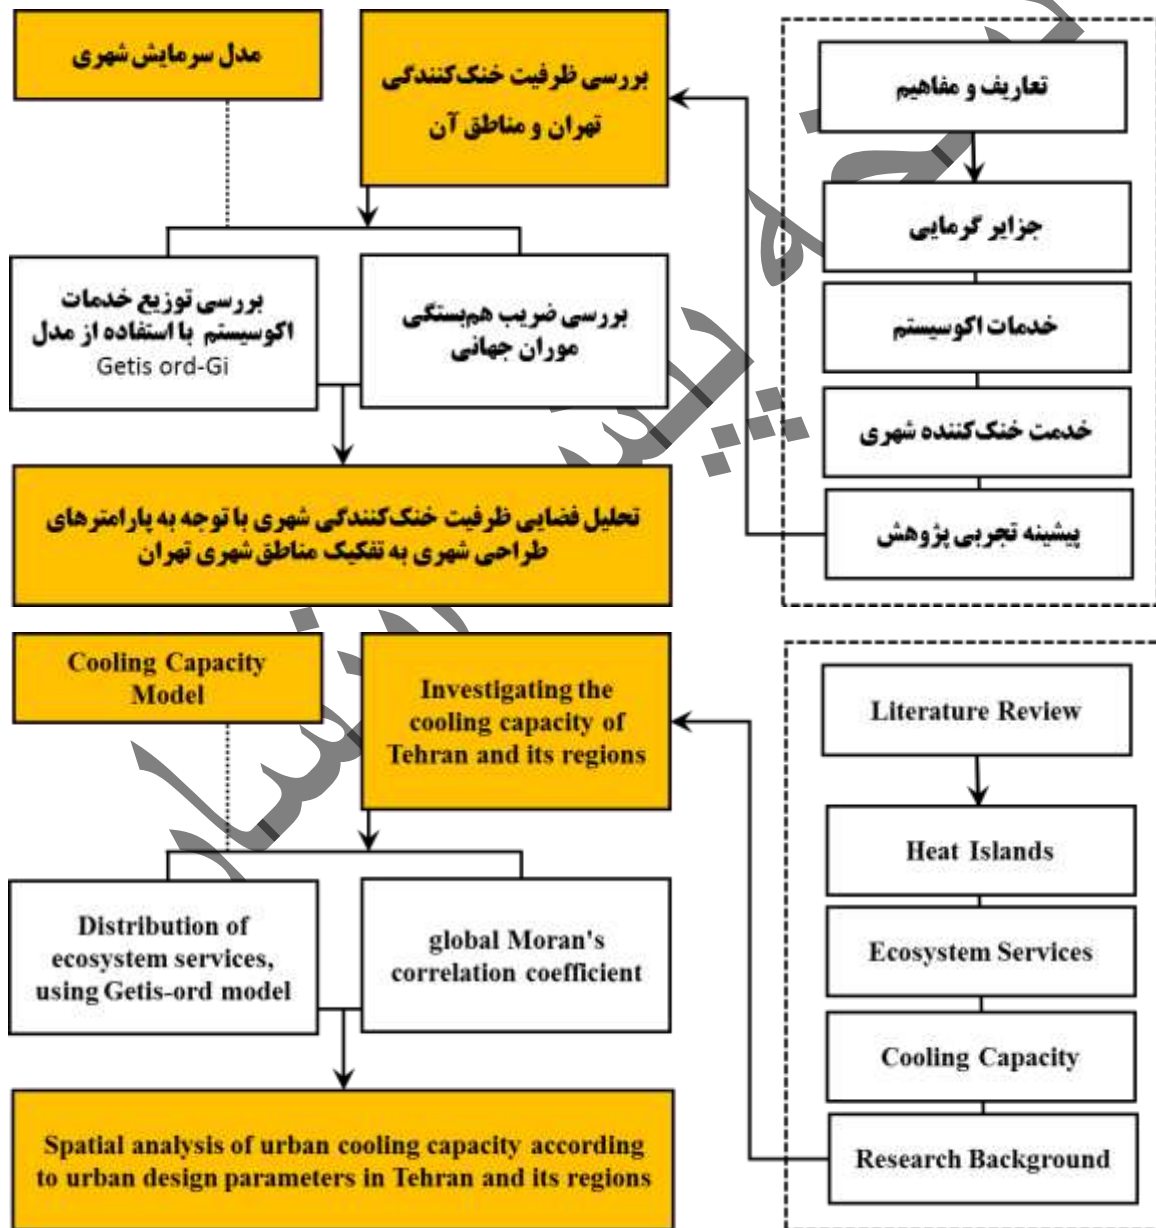 تعاریف و مفاهیم
جزایر گرمایی
خدمات اکوسیستم
خدمت خنک‌کننده شهری
پیشینه تجربی پژوهش
مدل سرمایش شهری
بررسی ظرفیت خنک‌کنندگی
تهران و مناطق آن
بررسی ضریب هم‌بستگی
موران جهانی
بررسی توزیع خدمات
اکوسیستم با استفاده از مدل
Getis ord-Gi
تحلیل فضایی ظرفیت خنک‌کنندگی شهری با توجه به پارامترهای
طراحی شهری به تفکیک مناطق شهری تهران
Cooling Capacity
Model
Investigating the
cooling capacity of
Tehran and its regions
Distribution of
ecosystem services,
using Getis-ord model
global Moran's
correlation coefficient
Spatial analysis of urban cooling capacity according
to urban design parameters in Tehran and its regions
Literature Review
Heat Islands
Ecosystem Services
Cooling Capacity
Research Background